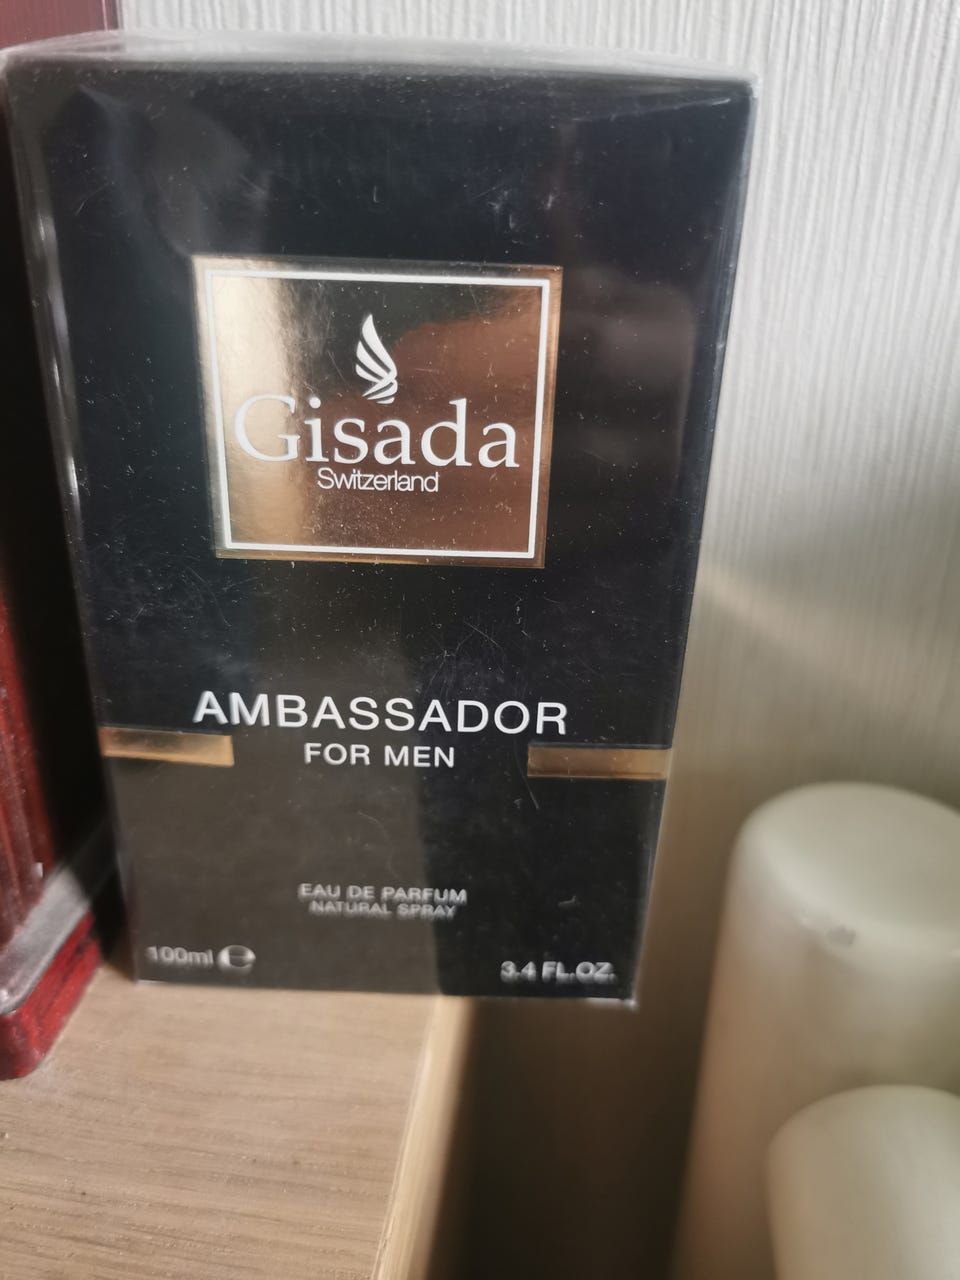 Gisada
Switzerland
AMBASSADOR
FOR MEN
EAU DE PARFUM
NATURAL SPRAY
100ml ℮
3.4 FL.OZ.